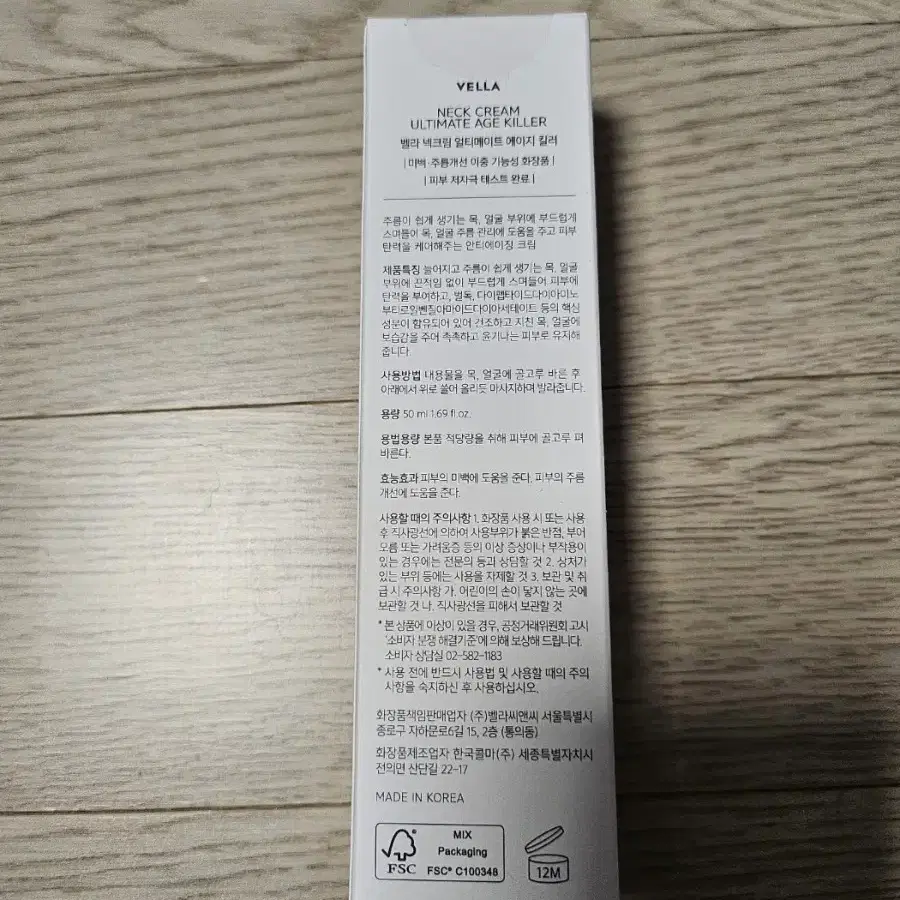 VELLA
NECK CREAM
ULTIMATE AGE KILLER
벨라 넥크림 얼티메이트 에이지 킬러
| 미백·주름개선 이중 기능성 화장품 |
| 피부 저자극 테스트 완료 |
주름이 쉽게 생기는 목, 얼굴 부위에 부드럽게
스며들어 목, 얼굴 주름 관리에 도움을 주고 피부
탄력을 케어해주는 안티에이징 크림
제품특징 늘어지고 주름이 쉽게 생기는 목, 얼굴
부위에 끈적임 없이 부드럽게 스며들어 피부에
탄력을 부여하고, 벌독, 다이펩타이드다이아미노
부티로일벤질아마이드다이아세테이트 등의 핵심
성분이 함유되어 있어 건조하고 지친 목, 얼굴에
보습감을 주어 촉촉하고 윤기나는 피부로 유지해
줍니다.
사용방법 내용물을 목, 얼굴에 골고루 바른 후
아래에서 위로 쓸어 올리듯 마사지하며 발라줍니다.
용량 50 ml 1.69 fl.oz.
용법용량 본품 적당량을 취해 피부에 골고루 펴
바른다.
효능효과 피부의 미백에 도움을 준다. 피부의 주름
개선에 도움을 준다.
사용할 때의 주의사항 1. 화장품 사용 시 또는 사용
후 직사광선에 의하여 사용부위가 붉은 반점, 부어
오름 또는 가려움증 등의 이상 증상이나 부작용이
있는 경우에는 전문의 등과 상담할 것 2. 상처가
있는 부위 등에는 사용을 자제할 것 3. 보관 및 취
급 시 주의사항 가. 어린이의 손이 닿지 않는 곳에
보관할 것 나. 직사광선을 피해서 보관할 것
* 본 상품에 이상이 있을 경우, 공정거래위원회 고시
'소비자 분쟁 해결기준'에 의해 보상해 드립니다.
소비자 상담실 02-582-1183
* 사용 전에 반드시 사용법 및 사용할 때의 주의
사항을 숙지하신 후 사용하십시오.
화장품책임판매업자 (주)벨라씨앤씨 서울특별시
종로구 자하문로6길 15, 2층 (통의동)
화장품제조업자 한국콜마(주) 세종특별자치시
전의면 산단길 22-17
MADE IN KOREA
FSC
MIX
Packaging
FSC® C100348
12M